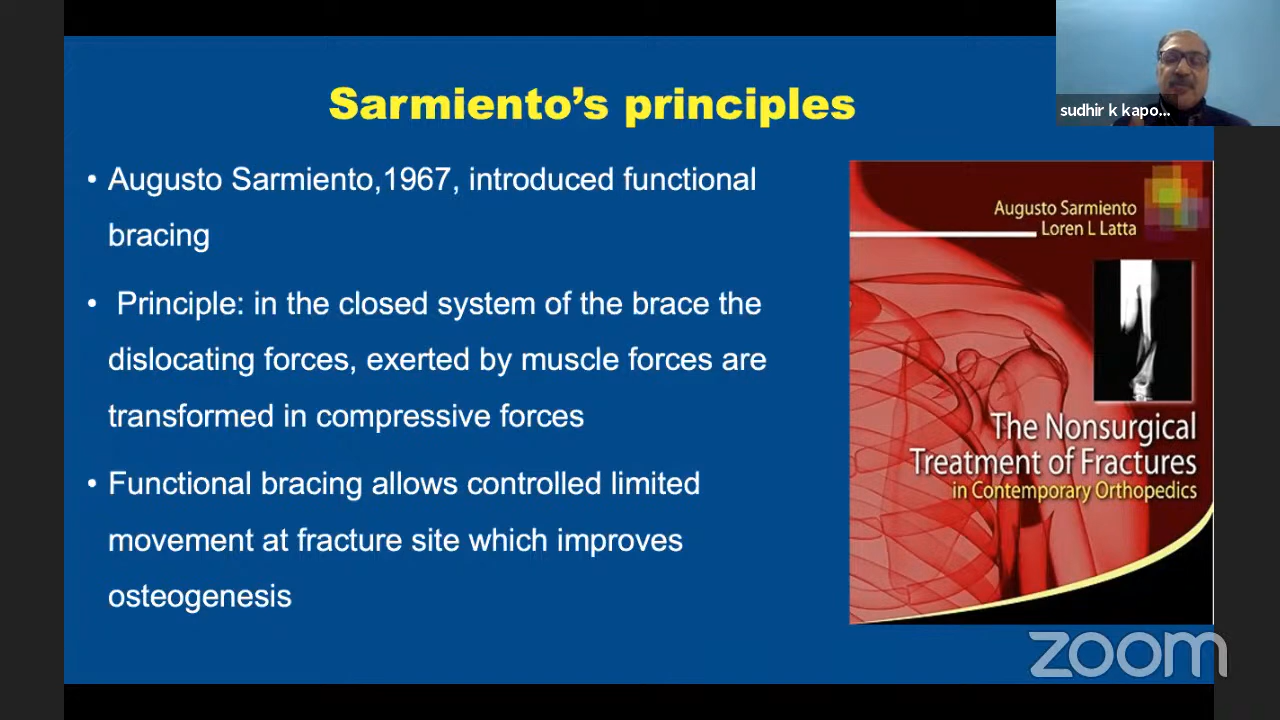 Sarmiento’s principles
sudhir k kapo...
• Augusto Sarmiento,1967, introduced functional
bracing
• Principle: in the closed system of the brace the
dislocating forces, exerted by muscle forces are
transformed in compressive forces
• Functional bracing allows controlled limited
movement at fracture site which improves
osteogenesis
Augusto Sarmiento
Loren L Latta
The Nonsurgical
Treatment of Fractures
in Contemporary Orthopedics
zoom